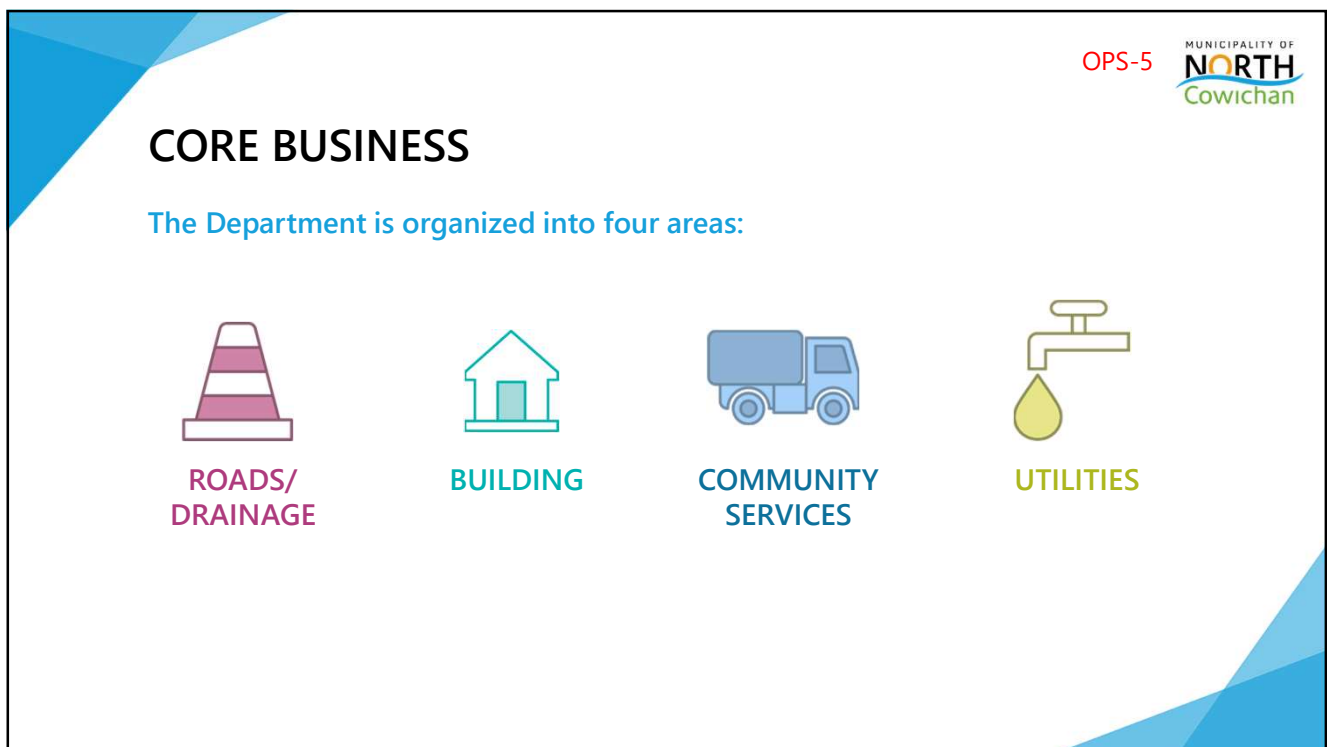 OPS-5
MUNICIPALITY OF
NORTH
Cowichan
CORE BUSINESS
The Department is organized into four areas:
ROADS/
DRAINAGE
BUILDING
COMMUNITY
SERVICES
UTILITIES